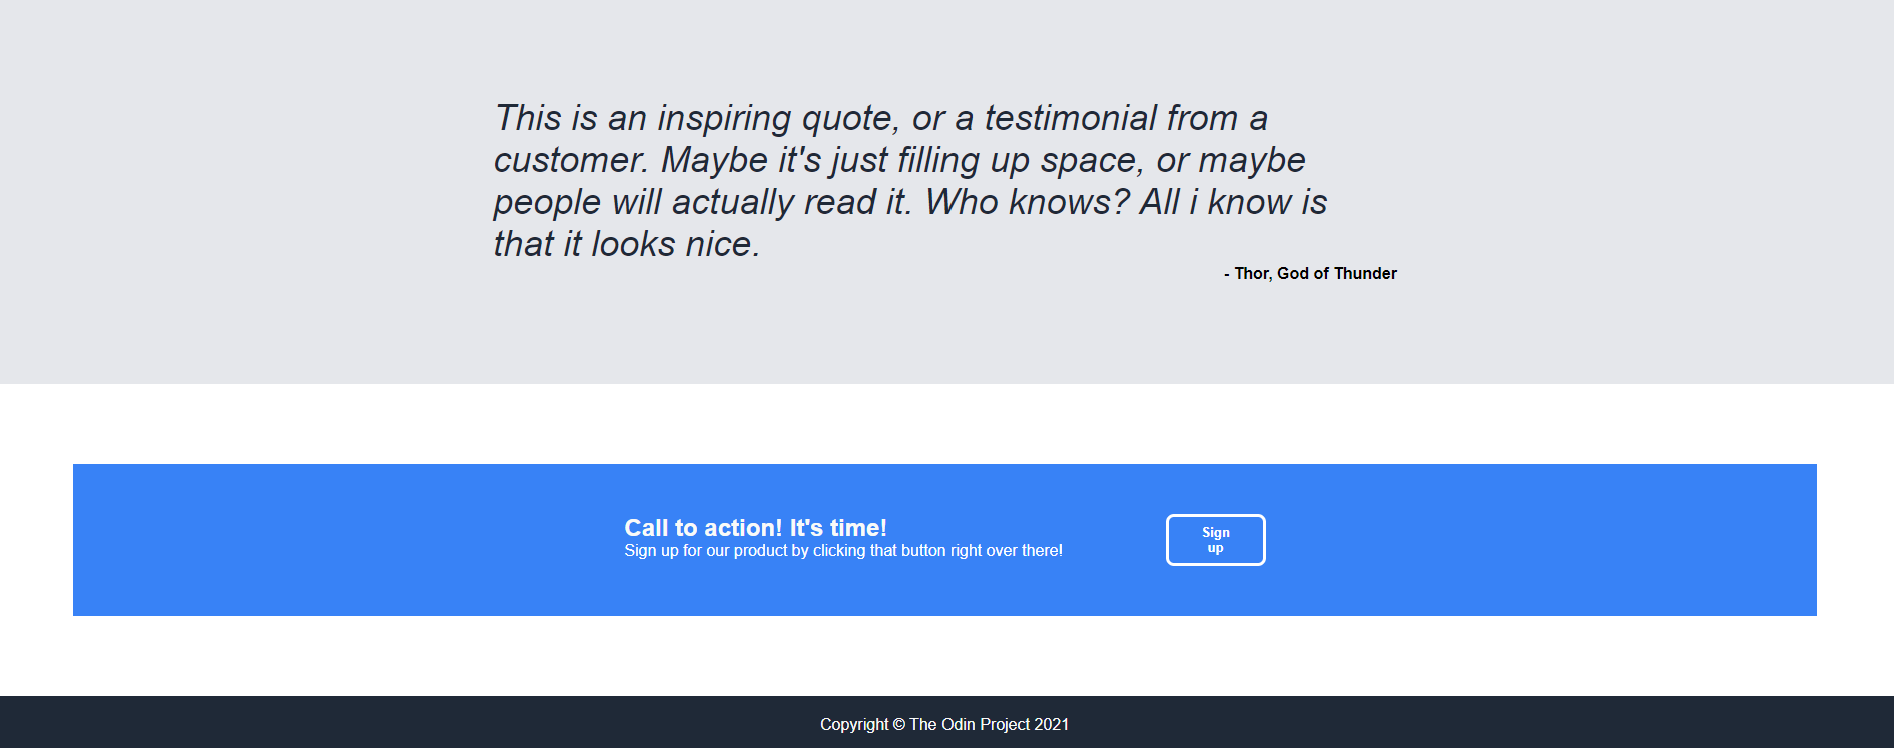 This is an inspiring quote, or a testimonial from a
customer. Maybe it's just filling up space, or maybe
people will actually read it. Who knows? All i know is
that it looks nice.
- Thor, God of Thunder
Call to action! It's time!
Sign up for our product by clicking that button right over there!
Sign
up
Copyright © The Odin Project 2021